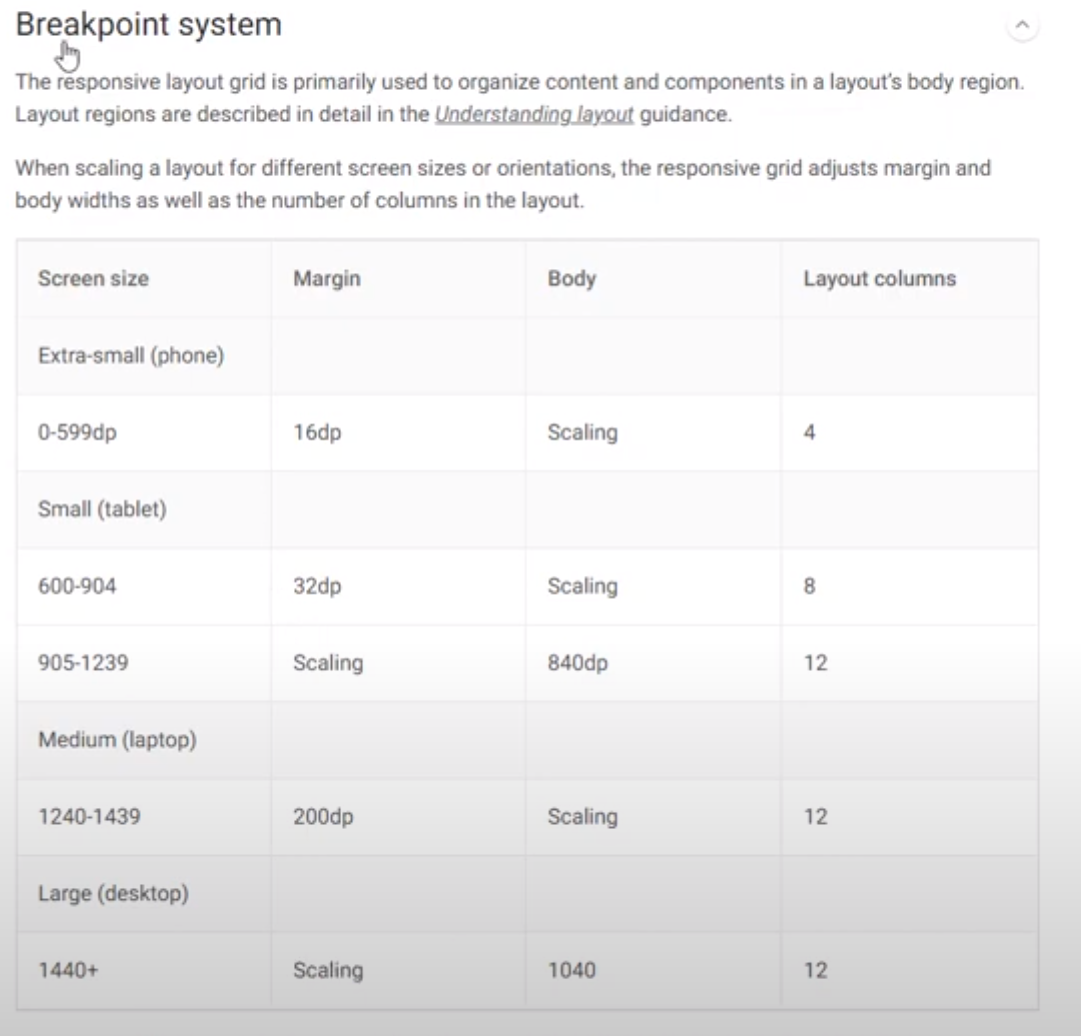 Breakpoint system
The responsive layout grid is primarily used to organize content and components in a layout's body region.
Layout regions are described in detail in the Understanding layout guidance.
When scaling a layout for different screen sizes or orientations, the responsive grid adjusts margin and
body widths as well as the number of columns in the layout.
Screen size Margin Body Layout columns
Extra-small (phone)
0-599dp 16dp Scaling 4
Small (tablet)
600-904 32dp Scaling 8
905-1239 Scaling 840dp 12
Medium (laptop)
1240-1439 200dp Scaling 12
Large (desktop)
1440+ Scaling 1040 12